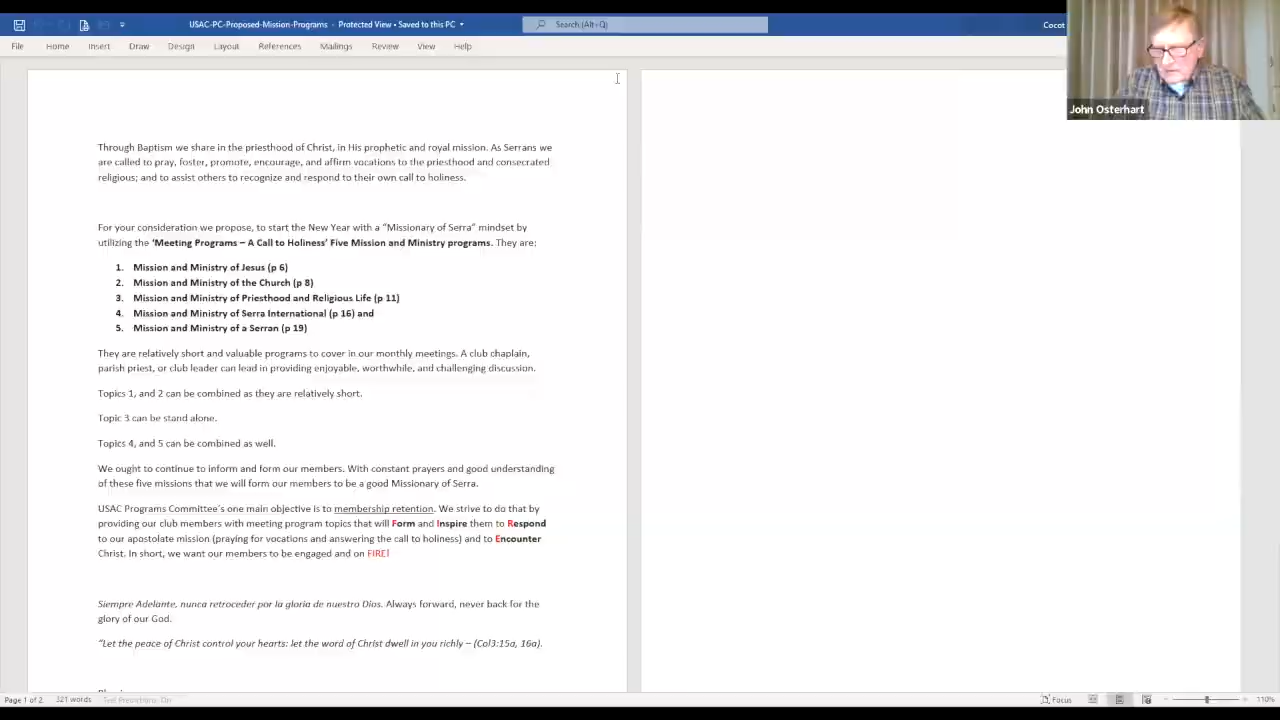 USAC-PC-Proposed-Mission-Programs - Protected View • Saved to this PC
Search (Alt+Q)
Cocot
File Home Insert Draw Design Layout References Mailings Review View Help
John Osterhart
Through Baptism we share in the priesthood of Christ, in His prophetic and royal mission. As Serrans we
are called to pray, foster, promote, encourage, and affirm vocations to the priesthood and consecrated
religious; and to assist others to recognize and respond to their own call to holiness.
For your consideration we propose, to start the New Year with a “Missionary of Serra” mindset by
utilizing the ‘Meeting Programs – A Call to Holiness’ Five Mission and Ministry programs. They are:
1. Mission and Ministry of Jesus (p 6)
2. Mission and Ministry of the Church (p 8)
3. Mission and Ministry of Priesthood and Religious Life (p 11)
4. Mission and Ministry of Serra International (p 16) and
5. Mission and Ministry of a Serran (p 19)
They are relatively short and valuable programs to cover in our monthly meetings. A club chaplain,
parish priest, or club leader can lead in providing enjoyable, worthwhile, and challenging discussion.
Topics 1, and 2 can be combined as they are relatively short.
Topic 3 can be stand alone.
Topics 4, and 5 can be combined as well.
We ought to continue to inform and form our members. With constant prayers and good understanding
of these five missions that we will form our members to be a good Missionary of Serra.
USAC Programs Committee’s one main objective is to membership retention. We strive to do that by
providing our club members with meeting program topics that will Form and Inspire them to Respond
to our apostolate mission (praying for vocations and answering the call to holiness) and to Encounter
Christ. In short, we want our members to be engaged and on FIRE!
Siempre Adelante, nunca retroceder por la gloria de nuestro Dios. Always forward, never back for the
glory of our God.
“Let the peace of Christ control your hearts: let the word of Christ dwell in you richly – (Col3:15a, 16a).
Page 1 of 2 321 words Text Predictions: On
Focus
110%